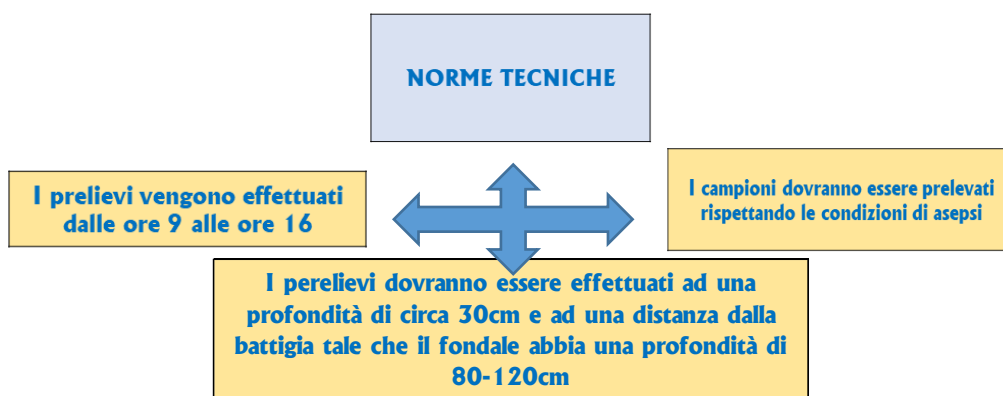 NORME TECNICHE
I prelievi vengono effettuati
dalle ore 9 alle ore 16
I campioni dovranno essere prelevati
rispettando le condizioni di asepsi
I perelievi dovranno essere effettuati ad una
profondità di circa 30cm e ad una distanza dalla
battigia tale che il fondale abbia una profondità di
80-120cm